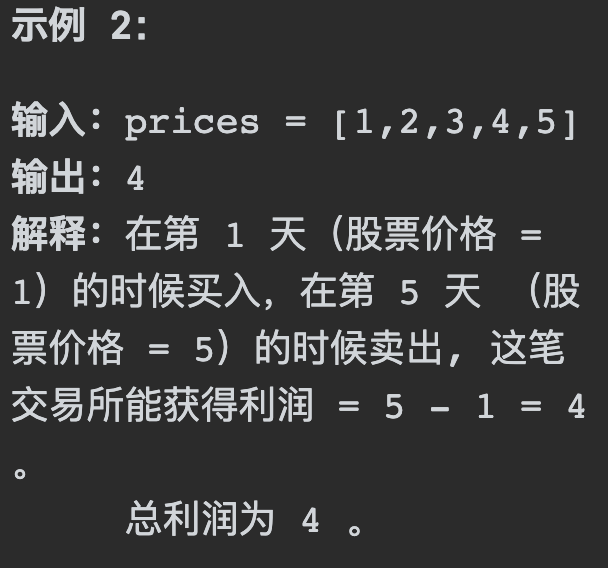 示例 2:
输入: prices = [1,2,3,4,5]
输出: 4
解释: 在第 1 天（股票价格 =
1）的时候买入, 在第 5 天 （股
票价格 = 5）的时候卖出, 这笔
交易所能获得利润 = 5 - 1 = 4
。
总利润为 4 。